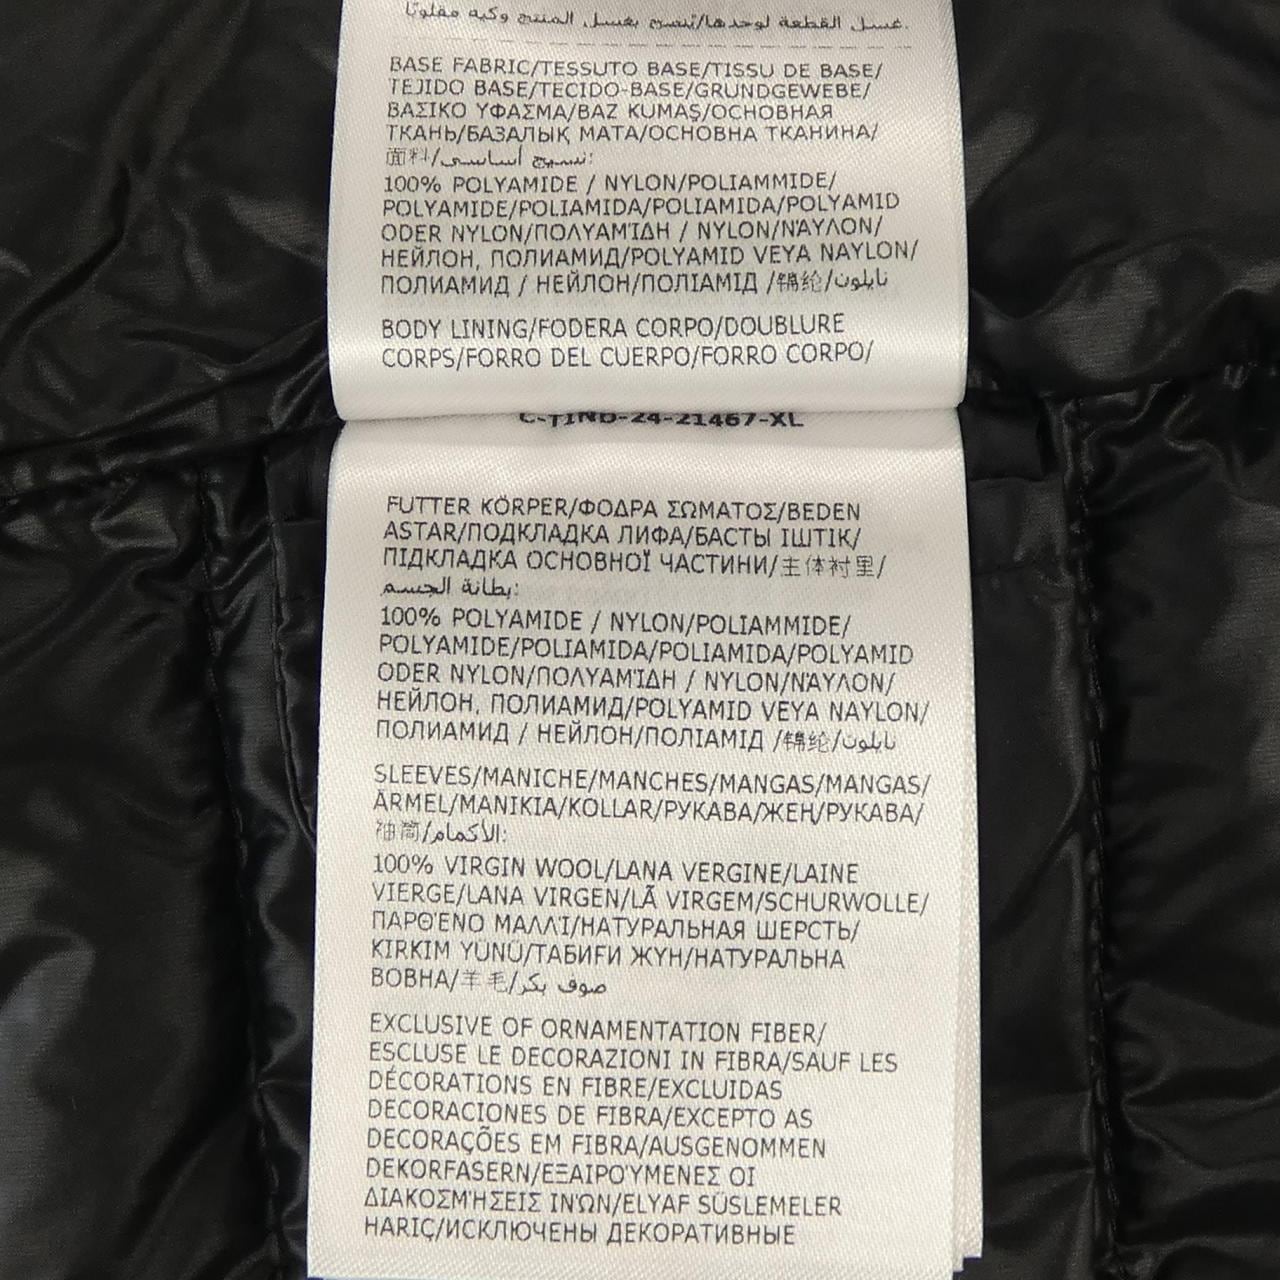 غسل القطعة لوحدها/يُنصح بغسل المنتج وكيه مقلوبًا.
BASE FABRIC/TESSUTO BASE/TISSU DE BASE/
TEJIDO BASE/TECIDO-BASE/GRUNDGEWEBE/
ΒΑΣΙΚΟ ΥΦΑΣΜΑ/BAZ KUMAŞ/ОСНОВНАЯ
ТКАНЬ/БАЗАЛЫҚ МАТА/ОСНОВНА ТКАНИНА/
面料/نسيج أساسي:
100% POLYAMIDE / NYLON/POLIAMMIDE/
POLYAMIDE/POLIAMIDA/POLIAMIDA/POLYAMID
ODER NYLON/ΠΟΛΥΑΜΊΔΗ / NYLON/ΝΆΥΛΟΝ/
НЕЙЛОН, ПОЛИАМИД/POLYAMID VEYA NAYLON/
ПОЛИАМИД / НЕЙЛОН/ПОЛІАМІД /锦纶/نايلون
BODY LINING/FODERA CORPO/DOUBLURE
CORPS/FORRO DEL CUERPO/FORRO CORPO/
C-TIND-24-21467-XL
FUTTER KÖRPER/ΦΟΔΡΑ ΣΩΜΑΤΟΣ/BEDEN
ASTAR/ПОДКЛАДКА ЛИФА/БАСТЫ ІШТІК/
ПІДКЛАДКА ОСНОВНОЇ ЧАСТИНИ/主体衬里/
بطانة الجسم:
100% POLYAMIDE / NYLON/POLIAMMIDE/
POLYAMIDE/POLIAMIDA/POLIAMIDA/POLYAMID
ODER NYLON/ΠΟΛΥΑΜΊΔΗ / NYLON/ΝΆΥΛΟΝ/
НЕЙЛОН, ПОЛИАМИД/POLYAMID VEYA NAYLON/
ПОЛИАМИД / НЕЙЛОН/ПОЛІАМІД /锦纶/نايلون
SLEEVES/MANICHE/MANCHES/MANGAS/MANGAS/
ÄRMEL/ΜΑΝΙΚΙΑ/KOLLAR/РУКАВА/ЖЕҢ/РУКАВА/
袖筒/الأكمام:
100% VIRGIN WOOL/LANA VERGINE/LAINE
VIERGE/LANA VIRGEN/LÃ VIRGEM/SCHURWOLLE/
ΠΑΡΘΈΝΟ ΜΑΛΛΊ/НАТУРАЛЬНАЯ ШЕРСТЬ/
KIRKIM YÜNÜ/ТАБИҒИ ЖҮН/НАТУРАЛЬНА
ВОВНА/羊毛/صوف بكر
EXCLUSIVE OF ORNAMENTATION FIBER/
ESCLUSE LE DECORAZIONI IN FIBRA/SAUF LES
DÉCORATIONS EN FIBRE/EXCLUIDAS
DECORACIONES DE FIBRA/EXCEPTO AS
DECORAÇÕES EM FIBRA/AUSGENOMMEN
DEKORFASERN/ΕΞΑΙΡΟΎΜΕΝΕΣ ΟΙ
ΔΙΑΚΟΣΜΉΣΕΙΣ ΙΝΏΝ/ELYAF SÜSLEMELER
HARİÇ/ИСКЛЮЧЕНЫ ДЕКОРАТИВНЫЕ